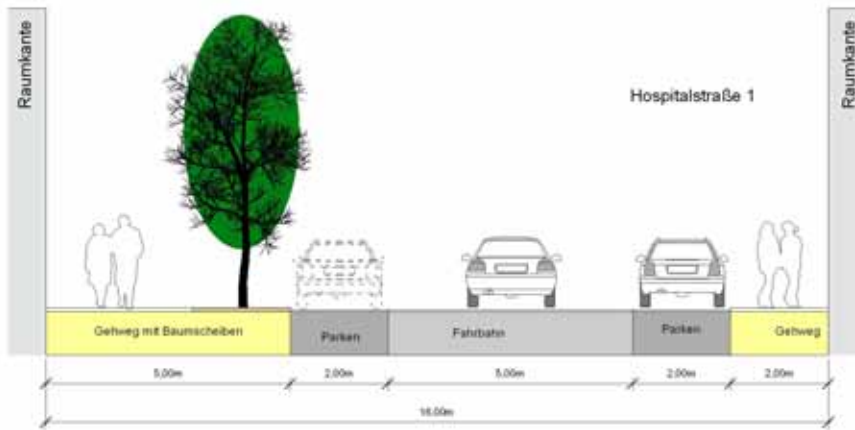 Raumkante
Raumkante
Hospitalstraße 1
Gehweg mit Baumscheiben
Parken
Fahrbahn
Parken
Gehweg
5,00m
2,00m
5,00m
2,00m
2,00m
16,00m